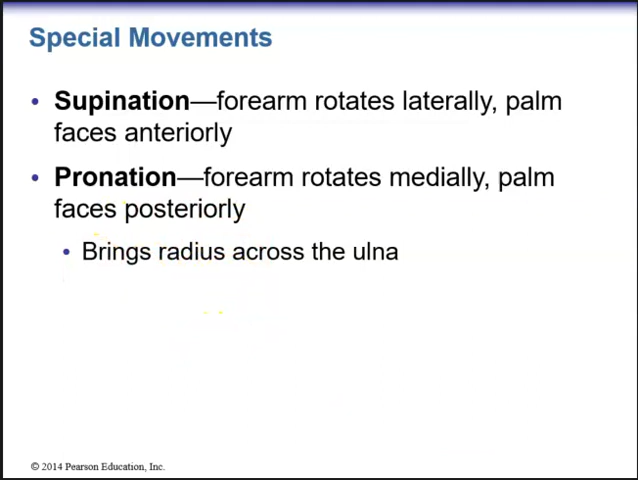 Special Movements
• Supination—forearm rotates laterally, palm
faces anteriorly
• Pronation—forearm rotates medially, palm
faces posteriorly
• Brings radius across the ulna
© 2014 Pearson Education, Inc.